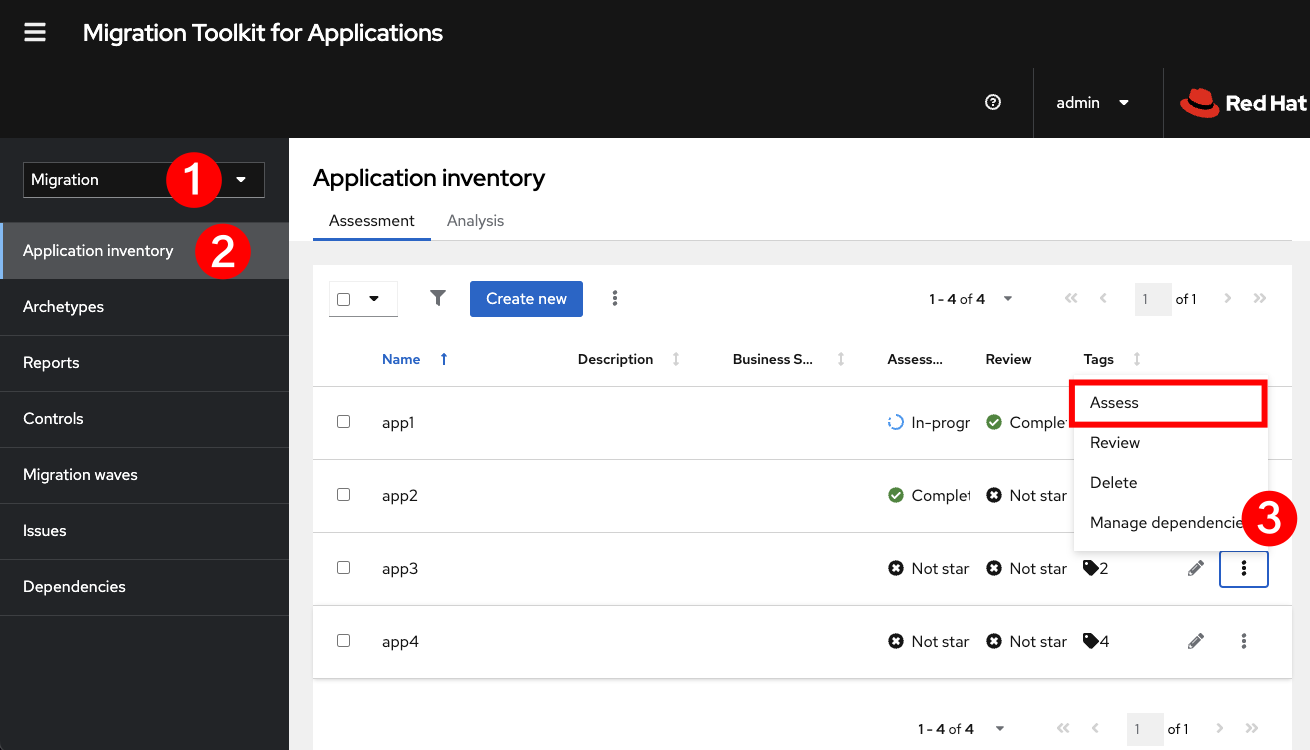 Migration Toolkit for Applications
admin
Red Hat
Migration
1
Application inventory
2
Archetypes
Reports
Controls
Migration waves
Issues
Dependencies
Application inventory
Assessment Analysis
Create new
1 - 4 of 4
1 of 1
Name Description Business S... Assess... Review Tags
app1 In-progr Comple
app2 Complet Not star
app3 Not star Not star 2
app4 Not star Not star 4
Assess
Review
Delete
Manage dependencie
3
1 - 4 of 4
1 of 1